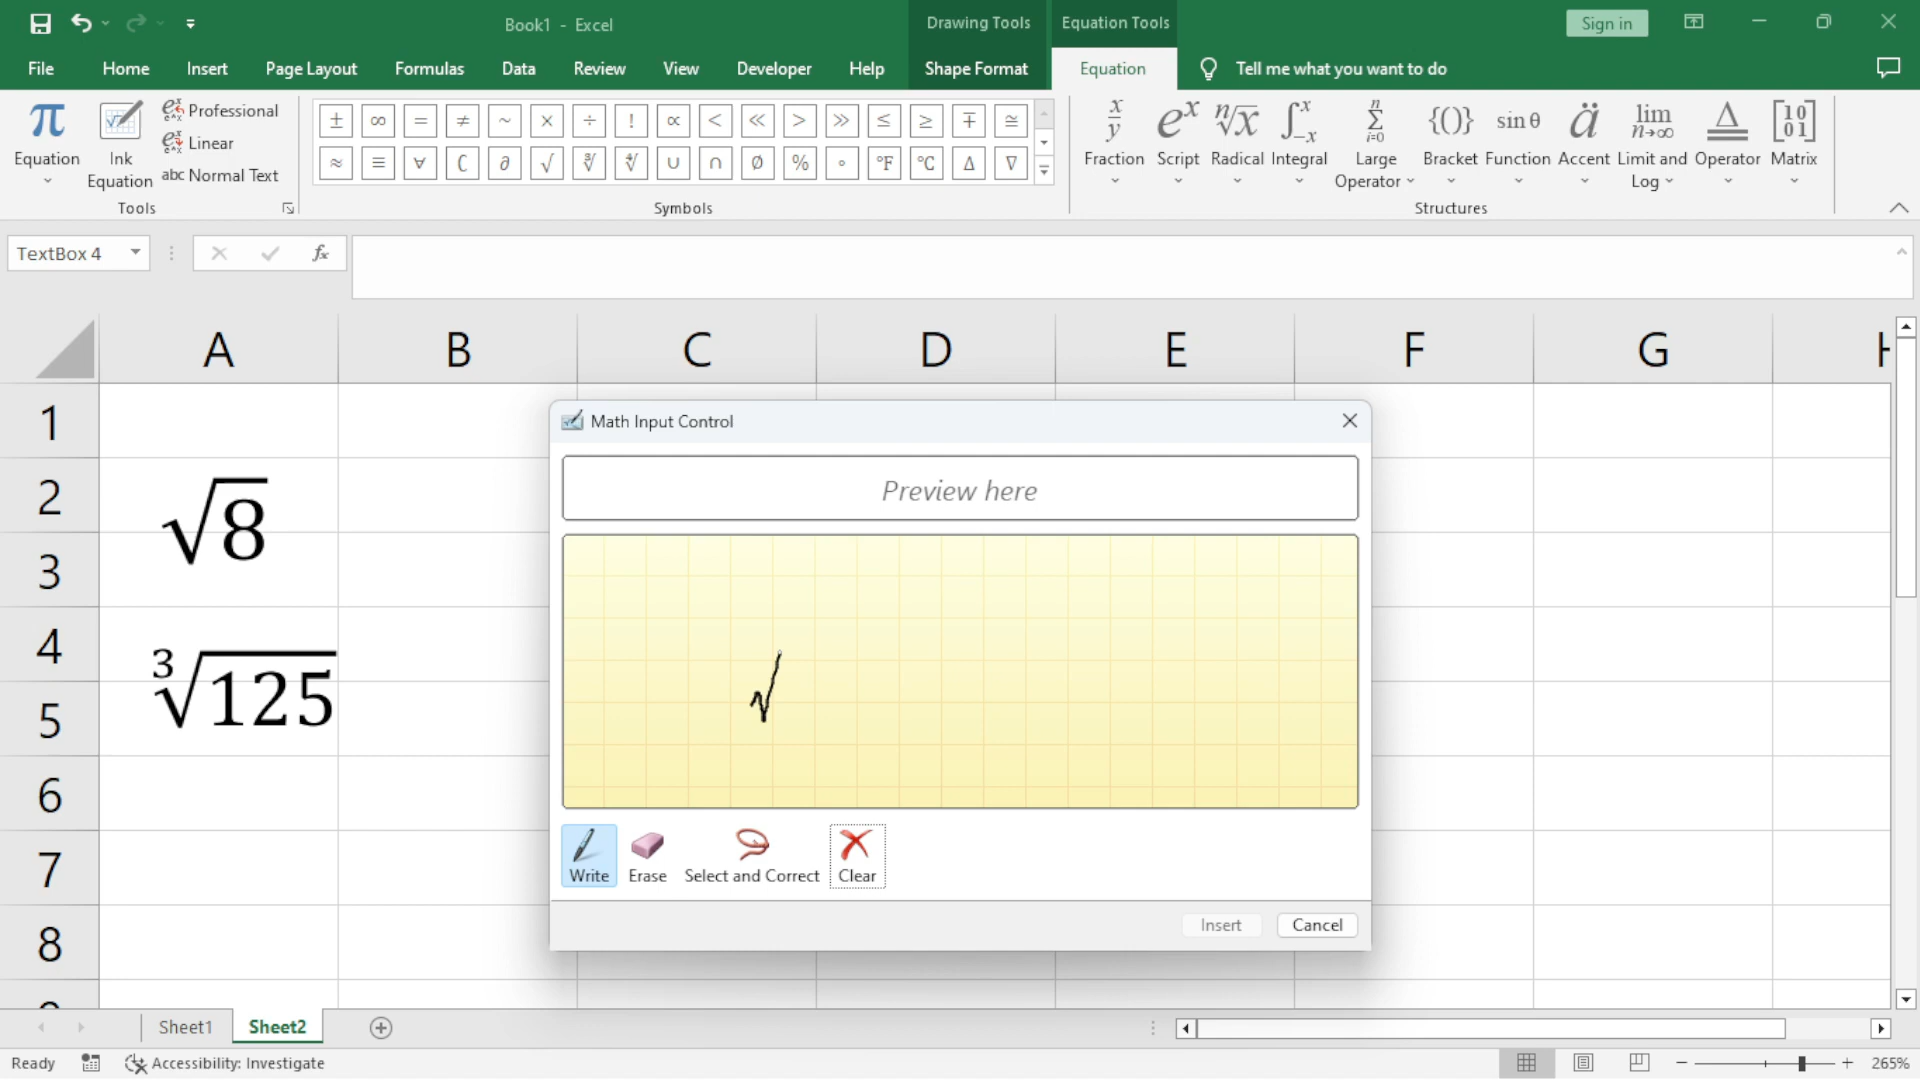 Book1 - Excel
Drawing Tools
Equation Tools
Sign in
File Home Insert Page Layout Formulas Data Review View Developer Help Shape Format Equation Tell me what you want to do
Equation
Ink Equation
Professional
Linear
abc Normal Text
Tools
± ∞ = ≠ ~ × ÷ ! ∝ < ≪ > ≫ ≤ ≥ ∓ ≅
≈ ≡ ∀ ∁ ∂ √ ∛ ∜ ∪ ∩ ∅ % ° °F °C ∆ ∇
Symbols
Fraction Script Radical Integral Large Operator Bracket Function Accent Limit and Log Operator Matrix
Structures
TextBox 4
fx
A B C D E F G H
1
2
3
4
5
6
7
8
9
√8
∛125
Math Input Control
Preview here
√
Write Erase Select and Correct Clear
Insert Cancel
Sheet1 Sheet2
Ready Accessibility: Investigate 265%